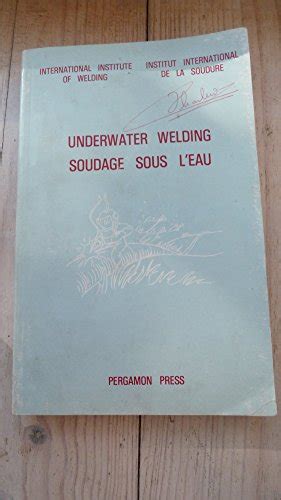 INTERNATIONAL INSTITUTE
OF WELDING
INSTITUT INTERNATIONAL
DE LA SOUDURE
UNDERWATER WELDING
SOUDAGE SOUS L'EAU
PERGAMON PRESS